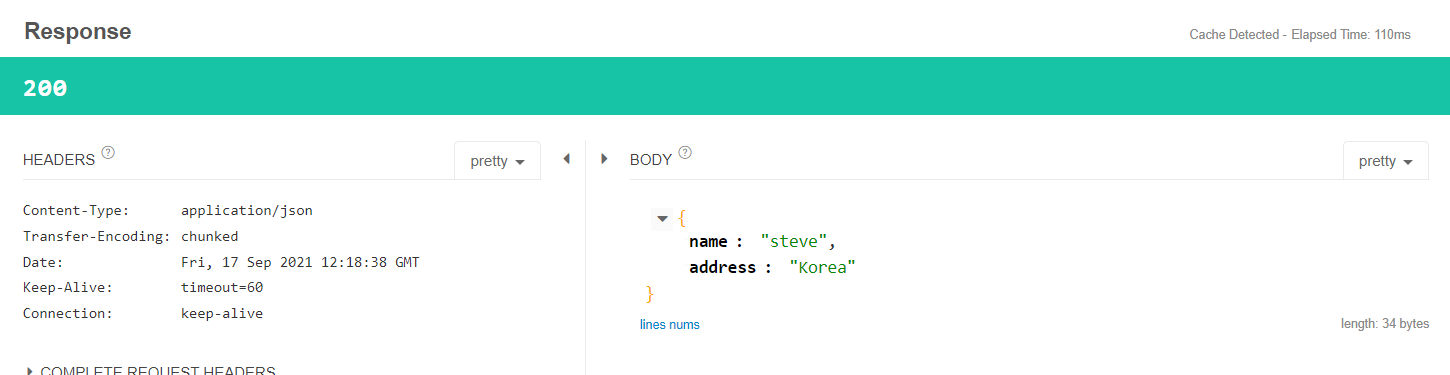 Response
Cache Detected - Elapsed Time: 110ms
200
HEADERS ?
pretty
BODY ?
pretty
Content-Type: application/json
Transfer-Encoding: chunked
Date: Fri, 17 Sep 2021 12:18:38 GMT
Keep-Alive: timeout=60
Connection: keep-alive
{
name : "steve",
address : "Korea"
}
lines nums
length: 34 bytes
COMPLETE REQUEST HEADERS